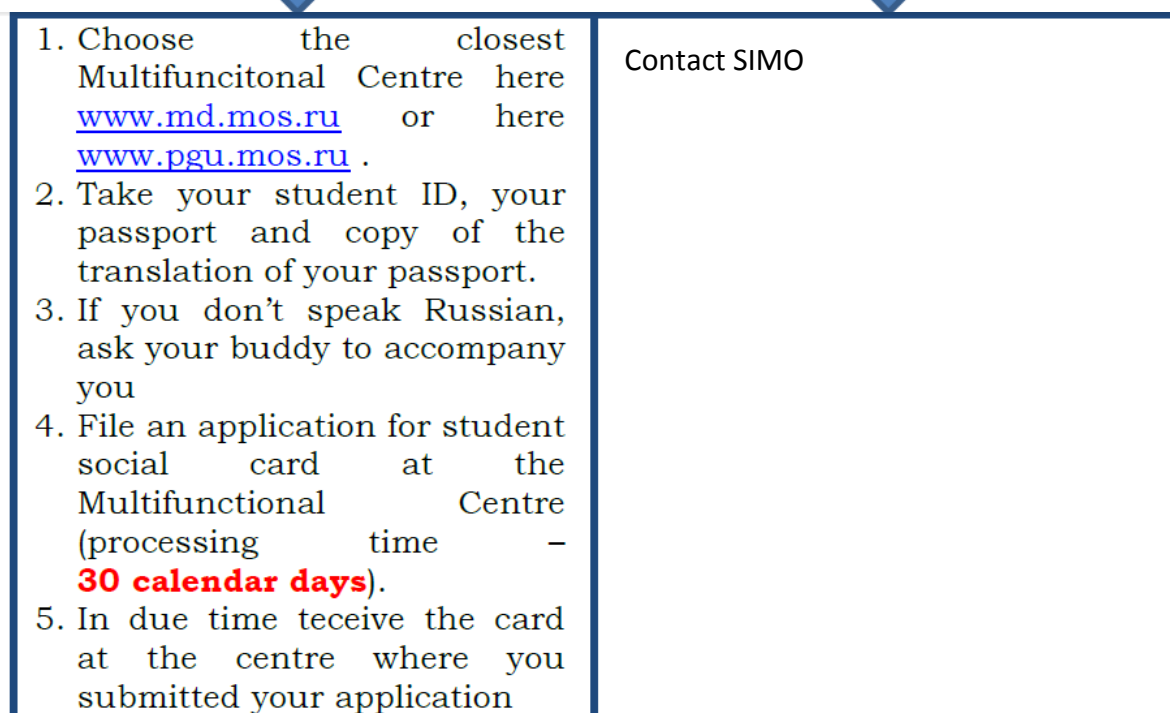 1. Choose the closest
Multifuncitonal Centre here
www.md.mos.ru or here
www.pgu.mos.ru .
2. Take your student ID, your
passport and copy of the
translation of your passport.
3. If you don’t speak Russian,
ask your buddy to accompany
you
4. File an application for student
social card at the
Multifunctional Centre
(processing time –
30 calendar days).
5. In due time teceive the card
at the centre where you
submitted your application
Contact SIMO